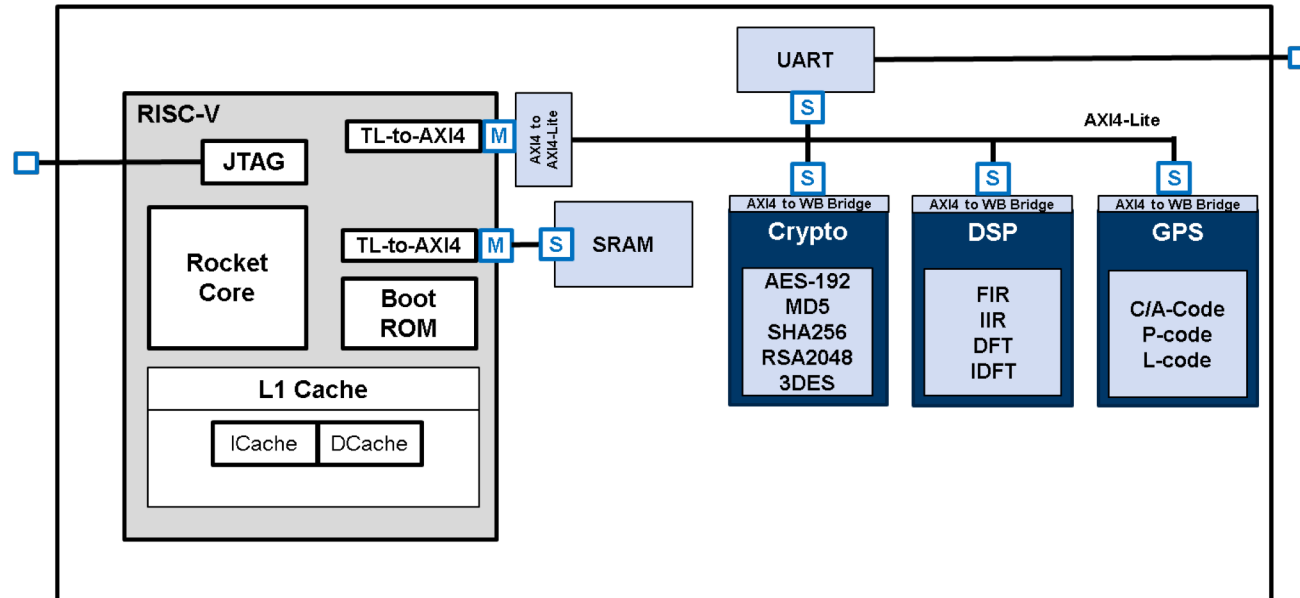 UART
RISC-V
TL-to-AXI4
M
AXI4 to
AXI4-Lite
S
AXI4-Lite
JTAG
S
S
S
AXI4 to WB Bridge
AXI4 to WB Bridge
AXI4 to WB Bridge
Crypto
DSP
GPS
TL-to-AXI4
M
S
SRAM
Rocket
Core
Boot
ROM
AES-192
MD5
SHA256
RSA2048
3DES
FIR
IIR
DFT
IDFT
C/A-Code
P-code
L-code
L1 Cache
ICache
DCache